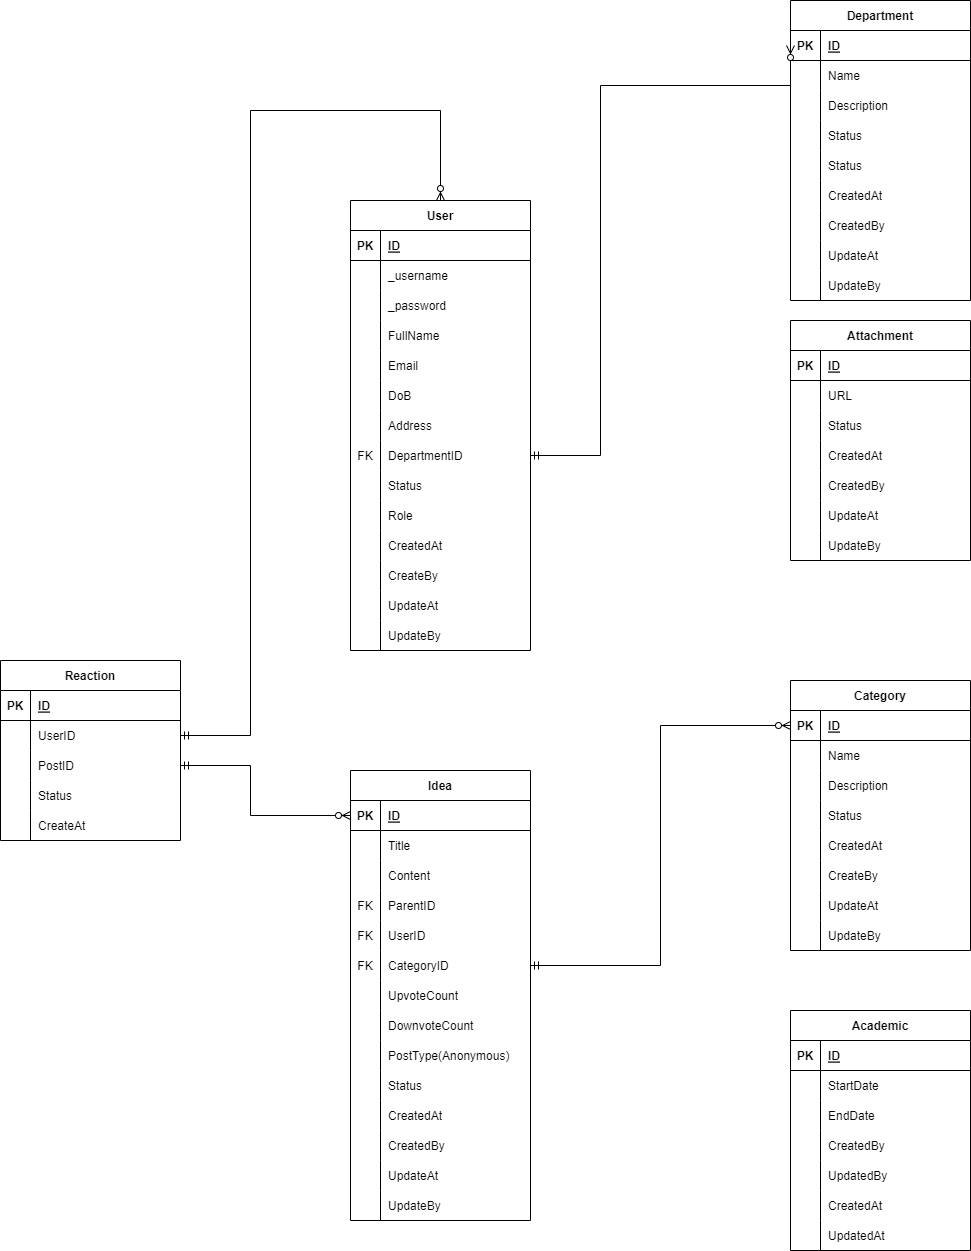 Department
PK ID
Name
Description
Status
Status
CreatedAt
CreatedBy
UpdateAt
UpdateBy
User
PK ID
_username
_password
FullName
Email
DoB
Address
FK DepartmentID
Status
Role
CreatedAt
CreateBy
UpdateAt
UpdateBy
Attachment
PK ID
URL
Status
CreatedAt
CreatedBy
UpdateAt
UpdateBy
Reaction
PK ID
UserID
PostID
Status
CreateAt
Idea
PK ID
Title
Content
FK ParentID
FK UserID
FK CategoryID
UpvoteCount
DownvoteCount
PostType(Anonymous)
Status
CreatedAt
CreatedBy
UpdateAt
UpdateBy
Category
PK ID
Name
Description
Status
CreatedAt
CreateBy
UpdateAt
UpdateBy
Academic
PK ID
StartDate
EndDate
CreatedBy
UpdatedBy
CreatedAt
UpdatedAt